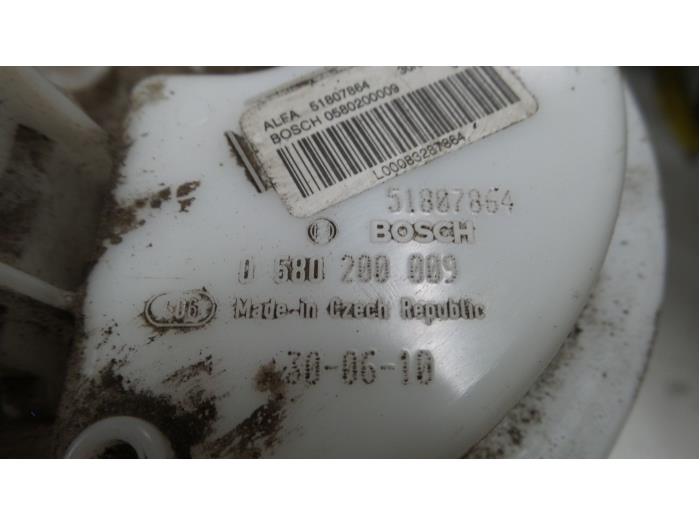 ALFA 51807864
BOSCH 0580200009
L00083287864
51807864
BOSCH
0 580 200 009
Made-in Czech Republic
30-06-10